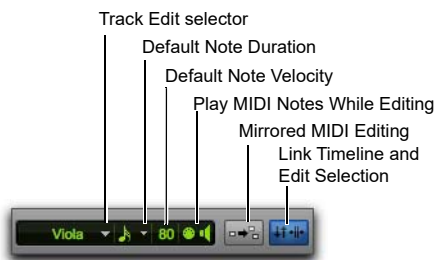 Track Edit selector
Default Note Duration
Default Note Velocity
Play MIDI Notes While Editing
Mirrored MIDI Editing
Link Timeline and
Edit Selection
Viola 80